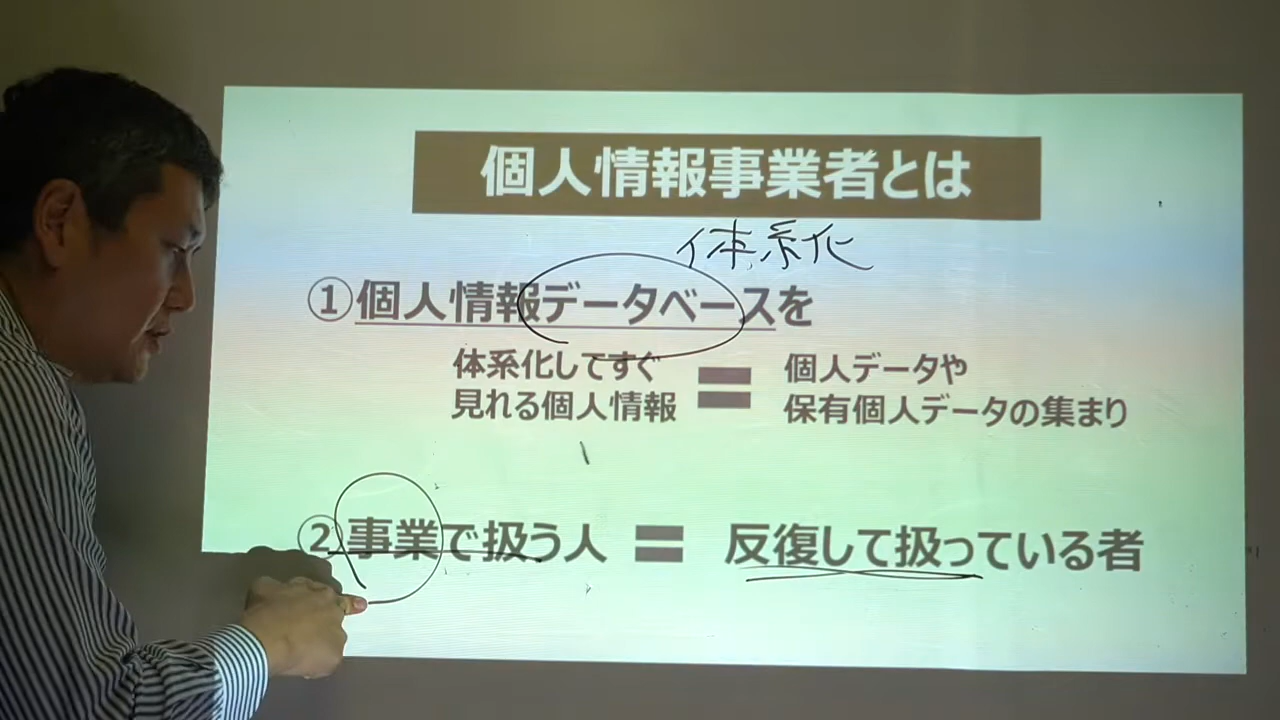 個人情報事業者とは
体系化
①個人情報データベースを
体系化してすぐ
見れる個人情報
=
個人データや
保有個人データの集まり
②事業で扱う人 = 反復して扱っている者